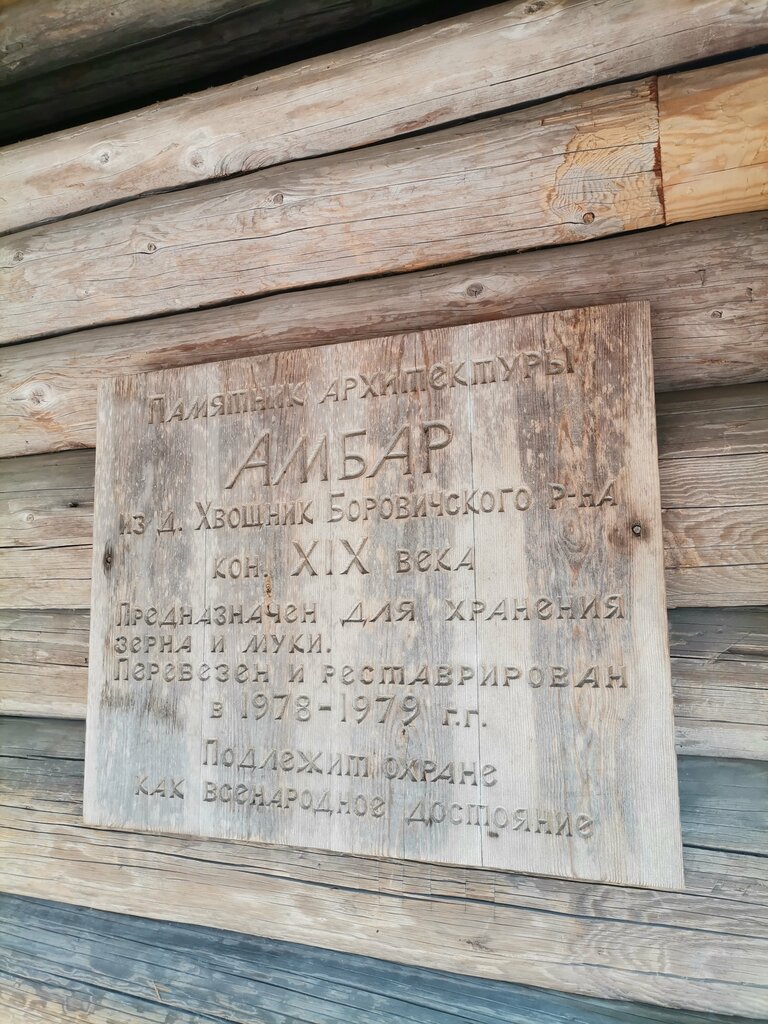 Памятник архитектуры
АМБАР
из д. Хвощник Боровичского р-на
кон. XIX века
Предназначен для хранения
зерна и муки.
Перевезен и реставрирован
в 1978-1979 г.г.
Подлежит охране
как всенародное достояние